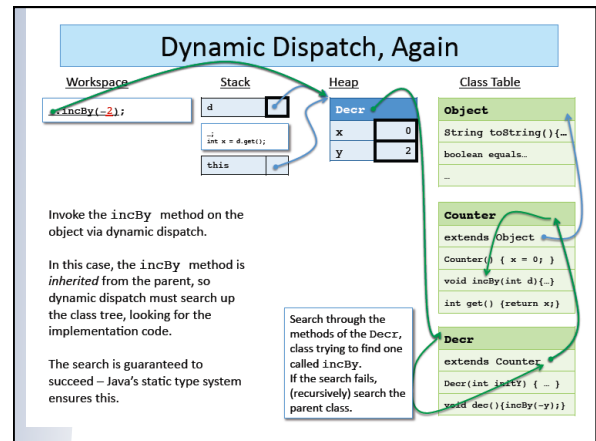 Dynamic Dispatch, Again
Workspace
Stack
Heap
Class Table
.incBy(-2);
d
…;
int x = d.get();
this
Decr
x 0
y 2
Object
String toString(){…
boolean equals…
…
Counter
extends Object
Counter() { x = 0; }
void incBy(int d){…}
int get() {return x;}
Decr
extends Counter
Decr(int initY) { … }
void dec(){incBy(-y);}
Invoke the incBy method on the
object via dynamic dispatch.
In this case, the incBy method is
inherited from the parent, so
dynamic dispatch must search up
the class tree, looking for the
implementation code.
The search is guaranteed to
succeed – Java's static type system
ensures this.
Search through the
methods of the Decr,
class trying to find one
called incBy.
If the search fails,
(recursively) search the
parent class.